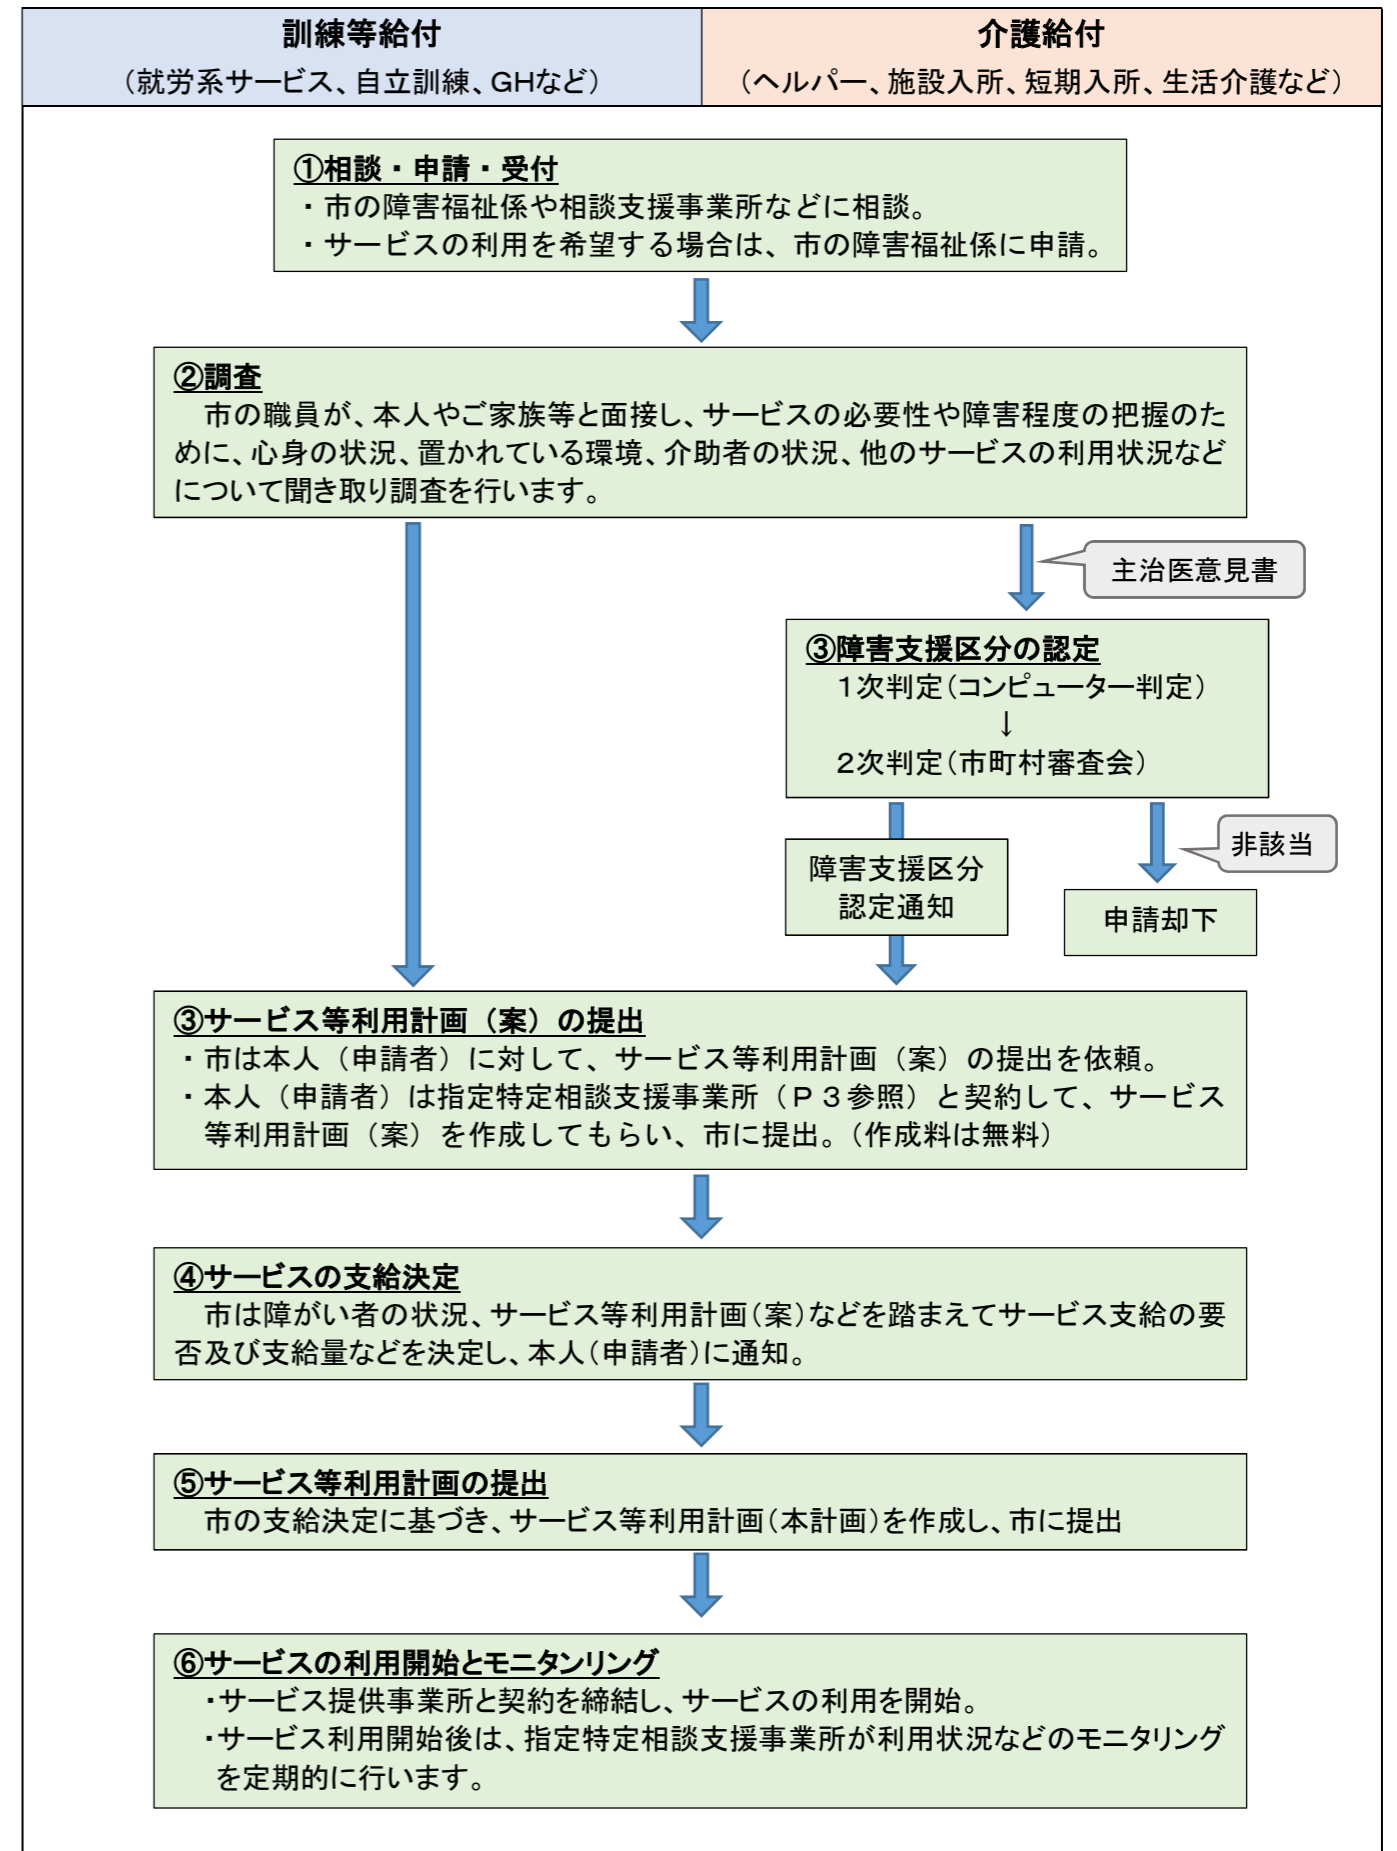 訓練等給付
（就労系サービス、自立訓練、GHなど）
介護給付
（ヘルパー、施設入所、短期入所、生活介護など）
①相談・申請・受付
・市の障害福祉係や相談支援事業所などに相談。
・サービスの利用を希望する場合は、市の障害福祉係に申請。
②調査
市の職員が、本人やご家族等と面接し、サービスの必要性や障害程度の把握のた
めに、心身の状況、置かれている環境、介助者の状況、他のサービスの利用状況など
について聞き取り調査を行います。
主治医意見書
③障害支援区分の認定
１次判定（コンピューター判定）
↓
２次判定（市町村審査会）
障害支援区分
認定通知
非該当
申請却下
③サービス等利用計画（案）の提出
・市は本人（申請者）に対して、サービス等利用計画（案）の提出を依頼。
・本人（申請者）は指定特定相談支援事業所（Ｐ３参照）と契約して、サービス
等利用計画（案）を作成してもらい、市に提出。（作成料は無料）
④サービスの支給決定
市は障がい者の状況、サービス等利用計画（案）などを踏まえてサービス支給の要
否及び支給量などを決定し、本人（申請者）に通知。
⑤サービス等利用計画の提出
市の支給決定に基づき、サービス等利用計画（本計画）を作成し、市に提出
⑥サービスの利用開始とモニタンリング
・サービス提供事業所と契約を締結し、サービスの利用を開始。
・サービス利用開始後は、指定特定相談支援事業所が利用状況などのモニタリング
を定期的に行います。